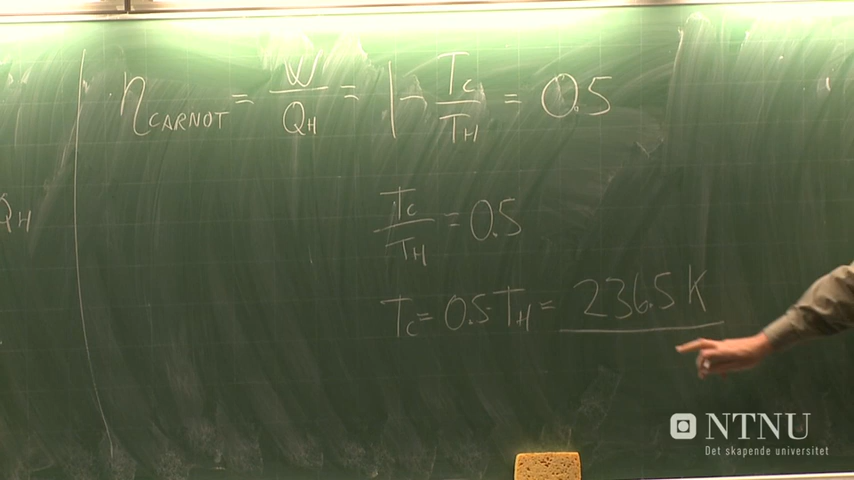 η_CARNOT = W/Q_H = 1 - T_C/T_H = 0.5
Q_H
T_C/T_H = 0.5
T_C = 0.5·T_H = 236.5 K
NTNU
Det skapende universitet